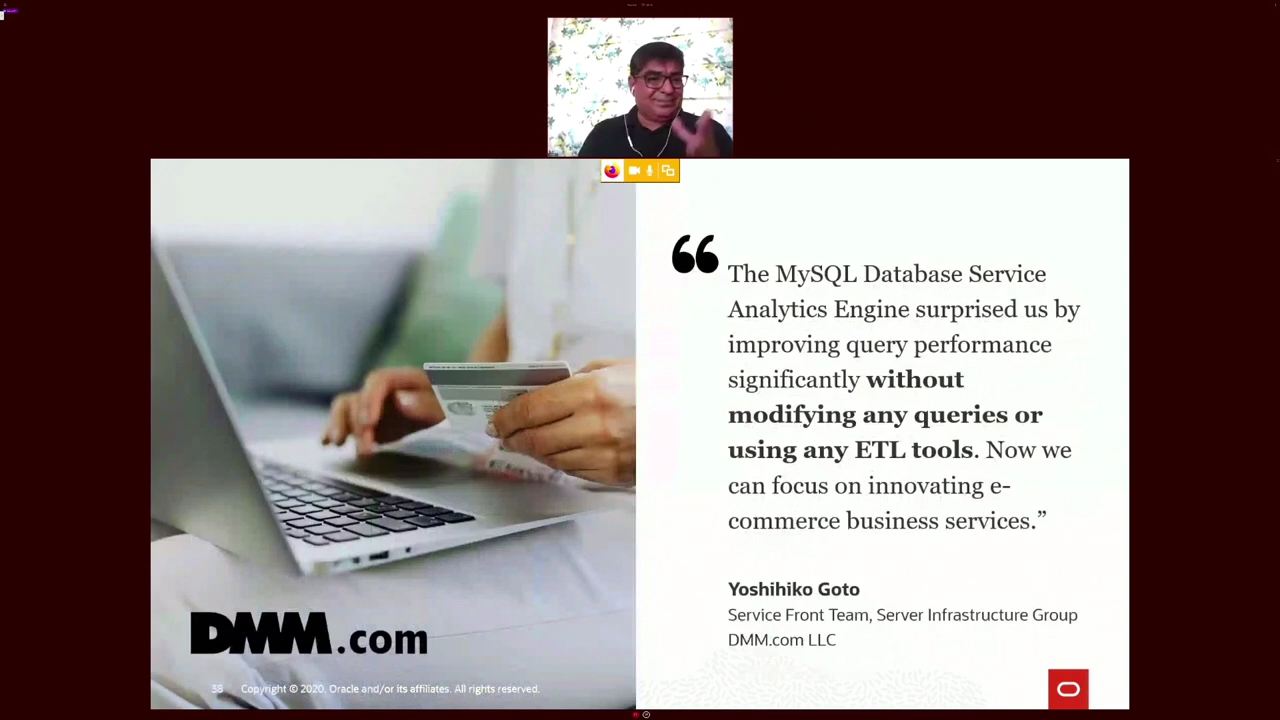 “
The MySQL Database Service
Analytics Engine surprised us by
improving query performance
significantly without
modifying any queries or
using any ETL tools. Now we
can focus on innovating e-
commerce business services.”
Yoshihiko Goto
Service Front Team, Server Infrastructure Group
DMM.com LLC
DMM.com
38 Copyright © 2020, Oracle and/or its affiliates. All rights reserved.